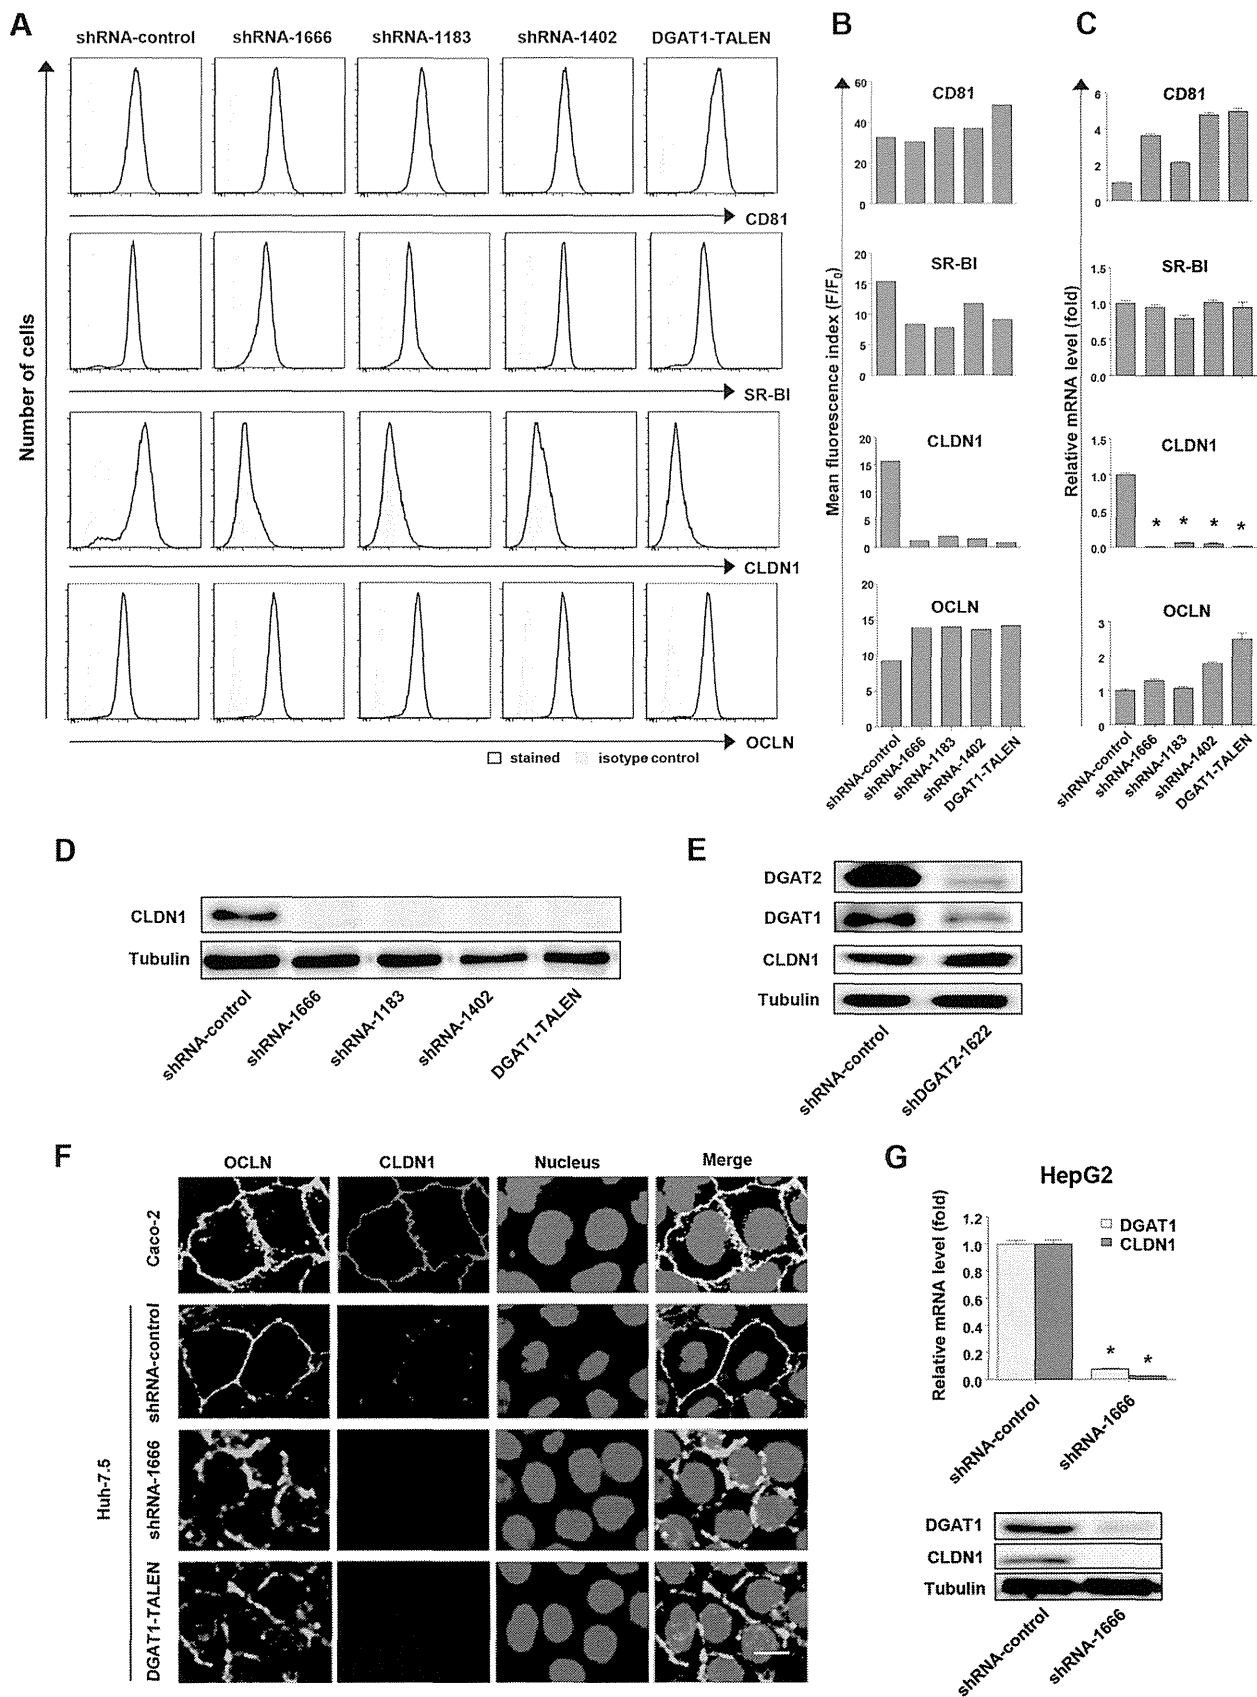 A
shRNA-control shRNA-1666 shRNA-1183 shRNA-1402 DGAT1-TALEN
Number of cells
CD81
SR-BI
CLDN1
OCLN
stained isotype control
B
Mean fluorescence index (F/F0)
CD81
60
40
20
0
SR-BI
20
15
10
5
0
CLDN1
20
15
10
5
0
OCLN
20
15
10
5
0
shRNA-control
shRNA-1666
shRNA-1183
shRNA-1402
DGAT1-TALEN
C
Relative mRNA level (fold)
CD81
6
4
2
0
SR-BI
1.5
1.0
0.5
0.0
CLDN1
1.5
1.0
0.5
0.0
* * * *
OCLN
3
2
1
0
shRNA-control
shRNA-1666
shRNA-1183
shRNA-1402
DGAT1-TALEN
D
CLDN1
Tubulin
shRNA-control
shRNA-1666
shRNA-1183
shRNA-1402
DGAT1-TALEN
E
DGAT2
DGAT1
CLDN1
Tubulin
shRNA-control
shDGAT2-1622
F
OCLN CLDN1 Nucleus Merge
Caco-2
Huh-7.5
shRNA-control
shRNA-1666
DGAT1-TALEN
G
HepG2
Relative mRNA level (fold)
1.2
1.0
0.8
0.6
0.4
0.2
0.0
DGAT1
CLDN1
* *
shRNA-control
shRNA-1666
DGAT1
CLDN1
Tubulin
shRNA-control
shRNA-1666